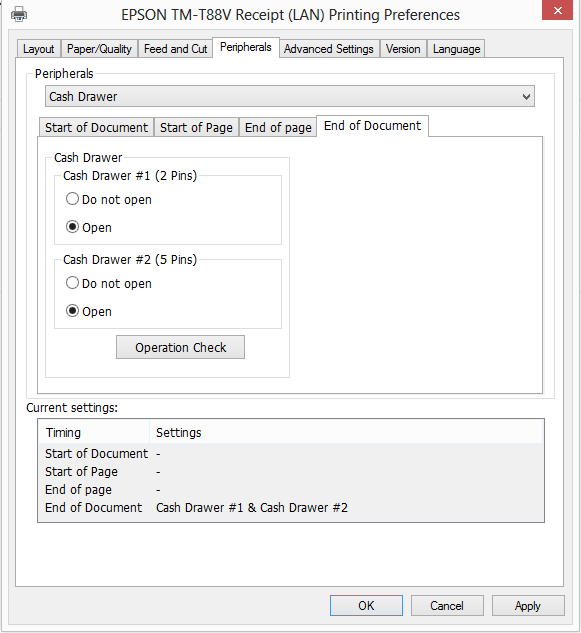 EPSON TM-T88V Receipt (LAN) Printing Preferences
Layout Paper/Quality Feed and Cut Peripherals Advanced Settings Version Language
Peripherals
Cash Drawer
Start of Document Start of Page End of page End of Document
Cash Drawer
Cash Drawer #1 (2 Pins)
Do not open
Open
Cash Drawer #2 (5 Pins)
Do not open
Open
Operation Check
Current settings:
Timing Settings
Start of Document -
Start of Page -
End of page -
End of Document Cash Drawer #1 & Cash Drawer #2
OK Cancel Apply